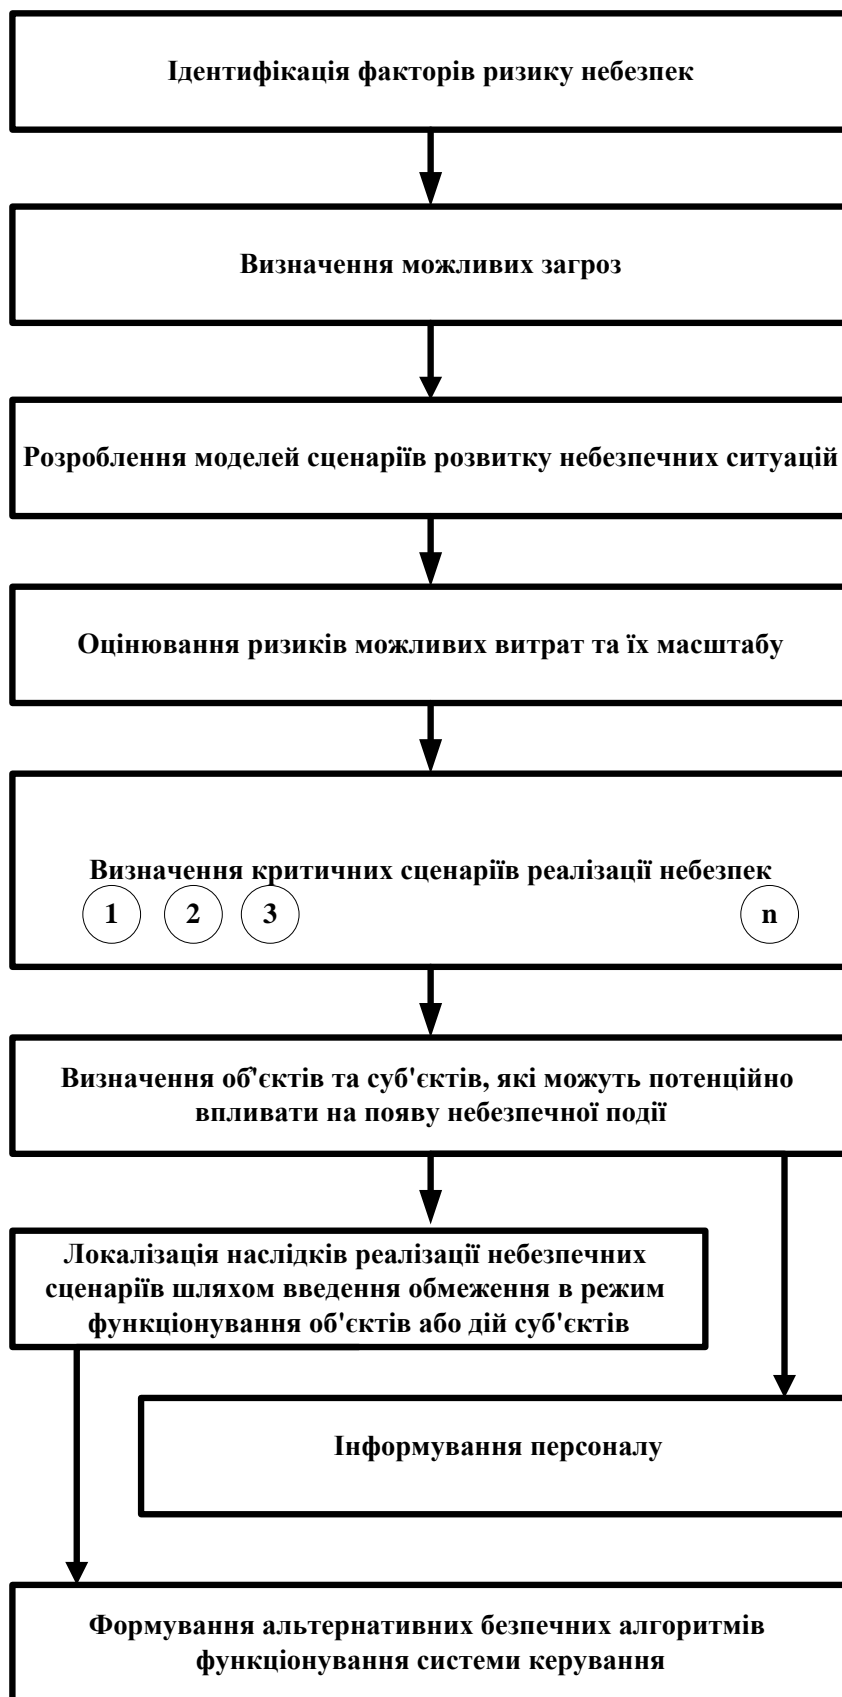 Ідентифікація факторів ризику небезпек
Визначення можливих загроз
Розроблення моделей сценаріїв розвитку небезпечних ситуацій
Оцінювання ризиків можливих витрат та їх масштабу
Визначення критичних сценаріїв реалізації небезпек
1 2 3 n
Визначення об'єктів та суб'єктів, які можуть потенційно
впливати на появу небезпечної події
Локалізація наслідків реалізації небезпечних
сценаріїв шляхом введення обмеження в режим
функціонування об'єктів або дій суб'єктів
Інформування персоналу
Формування альтернативних безпечних алгоритмів
функціонування системи керування